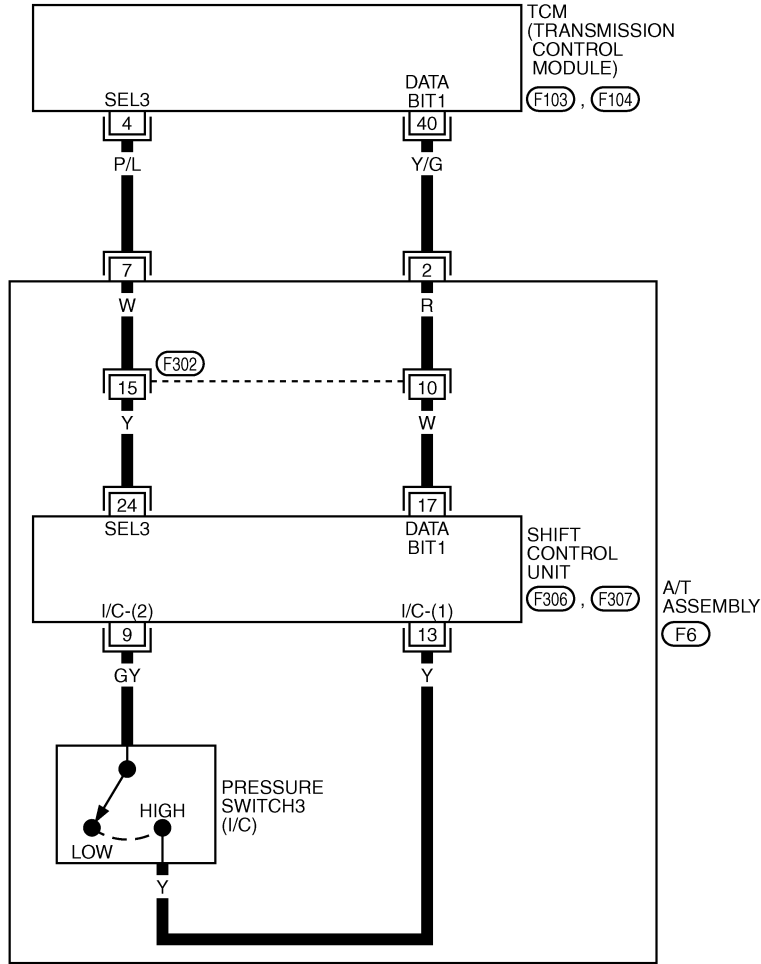 TCM
(TRANSMISSION
CONTROL
MODULE)
F103 , F104
SEL3
DATA
BIT1
4
40
P/L
Y/G
7
2
W
R
F302
15
10
Y
W
24
17
SEL3
DATA
BIT1
SHIFT
CONTROL
UNIT
F306 , F307
A/T
ASSEMBLY
F6
I/C-(2)
I/C-(1)
9
13
GY
Y
PRESSURE
SWITCH3
(I/C)
HIGH
LOW
Y